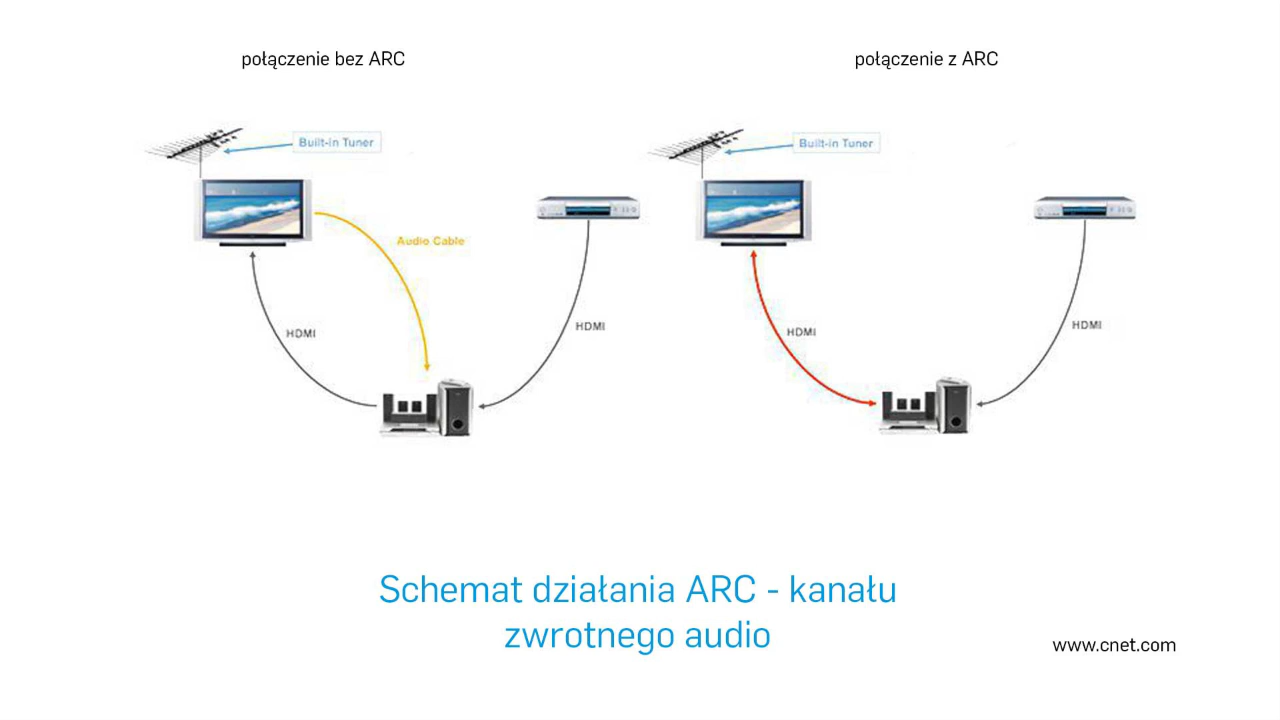 połączenie bez ARC
połączenie z ARC
Built-in Tuner
Built-in Tuner
Audio Cable
HDMI
HDMI
HDMI
HDMI
Schemat działania ARC - kanału
zwrotnego audio
www.cnet.com